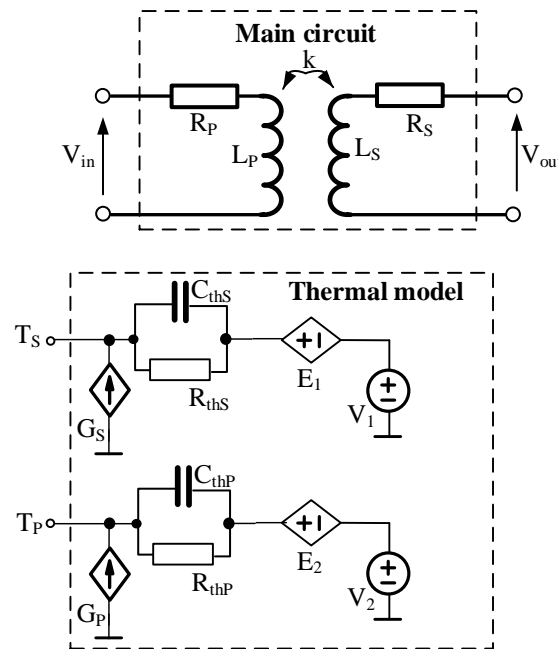 Main circuit
k
R_P
R_S
V_in
L_P
L_S
V_ou
Thermal model
C_thS
T_S
R_thS
E_1
V_1
G_S
C_thP
T_P
R_thP
E_2
V_2
G_P